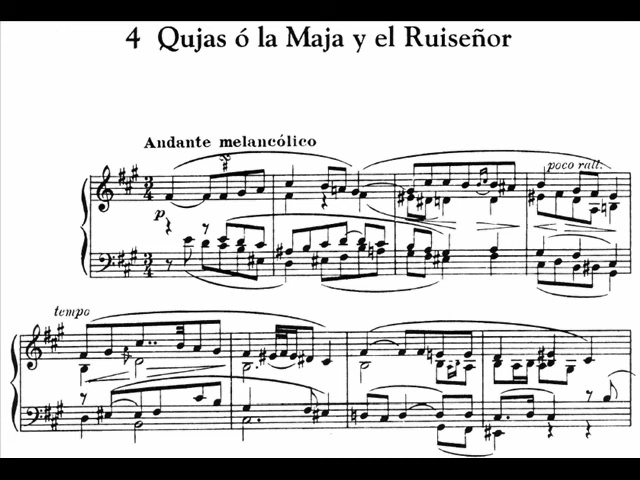 4 Qujas ó la Maja y el Ruiseñor
Andante melancólico
poco rall.
p
tempo